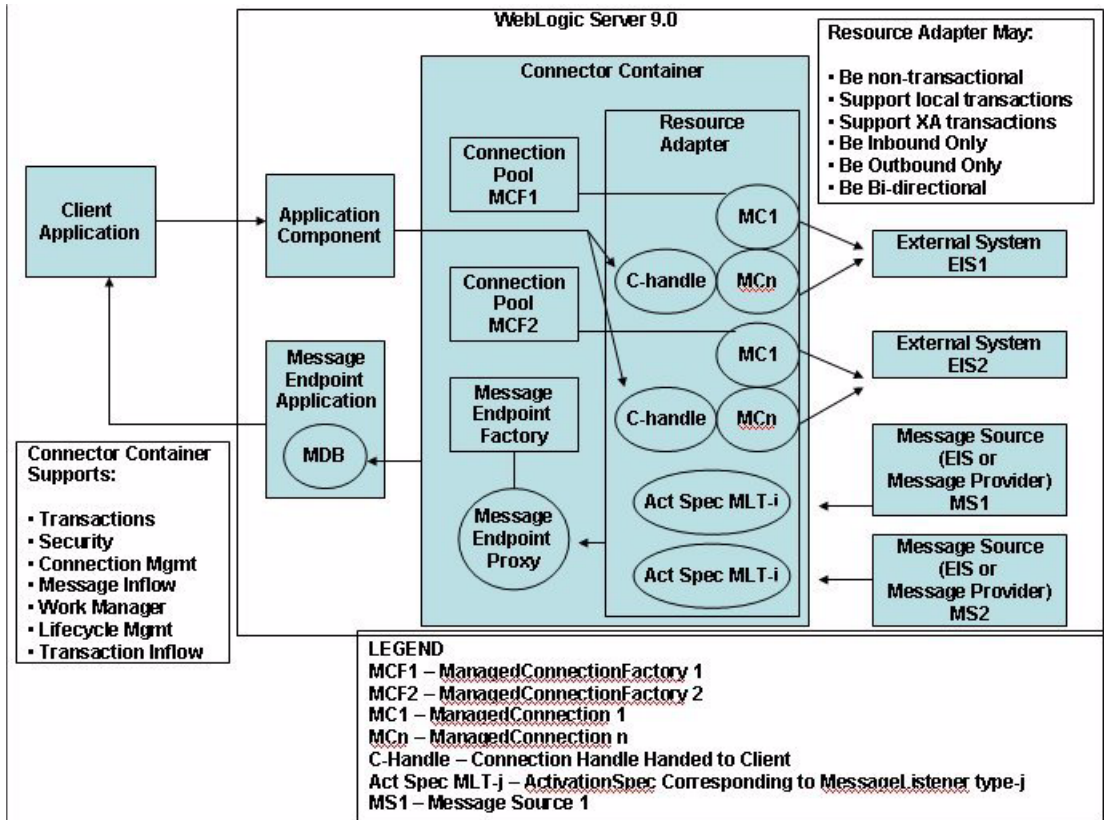 WebLogic Server 9.0
Resource Adapter May:
▪ Be non-transactional
▪ Support local transactions
▪ Support XA transactions
▪ Be Inbound Only
▪ Be Outbound Only
▪ Be Bi-directional
Connector Container
Resource
Adapter
Connection
Pool
MCF1
Client
Application
Application
Component
MC1
C-handle
MCn
External System
EIS1
Connection
Pool
MCF2
MC1
C-handle
MCn
External System
EIS2
Message
Endpoint
Application
MDB
Message
Endpoint
Factory
Message
Endpoint
Proxy
Act Spec MLT-i
Act Spec MLT-i
Message Source
(EIS or
Message Provider)
MS1
Message Source
(EIS or
Message Provider)
MS2
Connector Container
Supports:
▪ Transactions
▪ Security
▪ Connection Mgmt
▪ Message Inflow
▪ Work Manager
▪ Lifecycle Mgmt
▪ Transaction Inflow
LEGEND
MCF1 – ManagedConnectionFactory 1
MCF2 – ManagedConnectionFactory 2
MC1 – ManagedConnection 1
MCn – ManagedConnection n
C-Handle – Connection Handle Handed to Client
Act Spec MLT-j – ActivationSpec Corresponding to MessageListener type-j
MS1 – Message Source 1